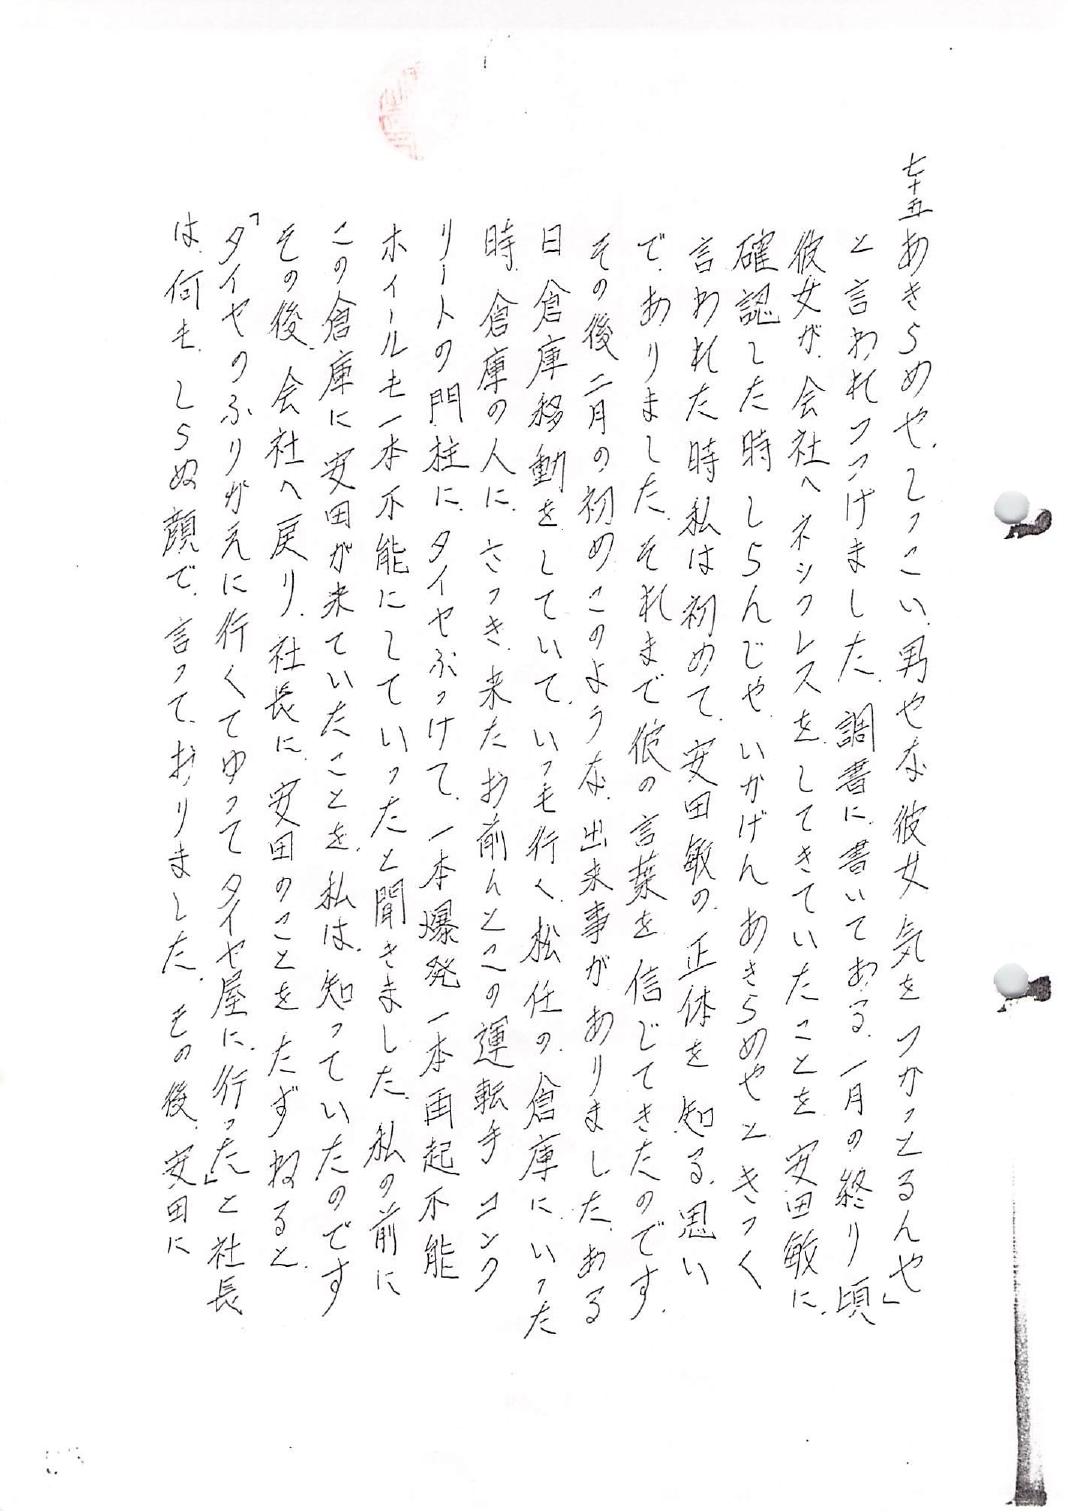 七十五あきらめや、しつこい、男やな彼女気をつかっとるんや」
と言われつづけました、調書に、書いてある、一月の終り頃
彼女が、会社へネックレスを、してきていたことを安田敏に、
確認した時しらんじゃ、いかげんあきらめやと、きつく
言われた時私は初めて、安田敏の、正体を知る、思い
で、ありました、それまで彼の言葉を信じてきたのです、
その後二月の初めこのような、出来事がありました、ある
日倉庫移動をしていて、いつも行く、松任の、倉庫に、いった
時、倉庫の人に、さっき、来たお前んとこの運転手コンク
リートの門柱に、タイヤぶっけて、一本爆発一本再起不能
ホイールも一本不能にしていったと聞きました、私の前に
この倉庫に安田が来ていたことを、私は、知っていたのです
その後、会社へ戻り、社長に、安田のことをたずねると、
「タイヤのふりがえに行くてゆってタイヤ屋に、行った」と社長
は、何も、しらぬ顔で、言って、おりました、その後、安田に